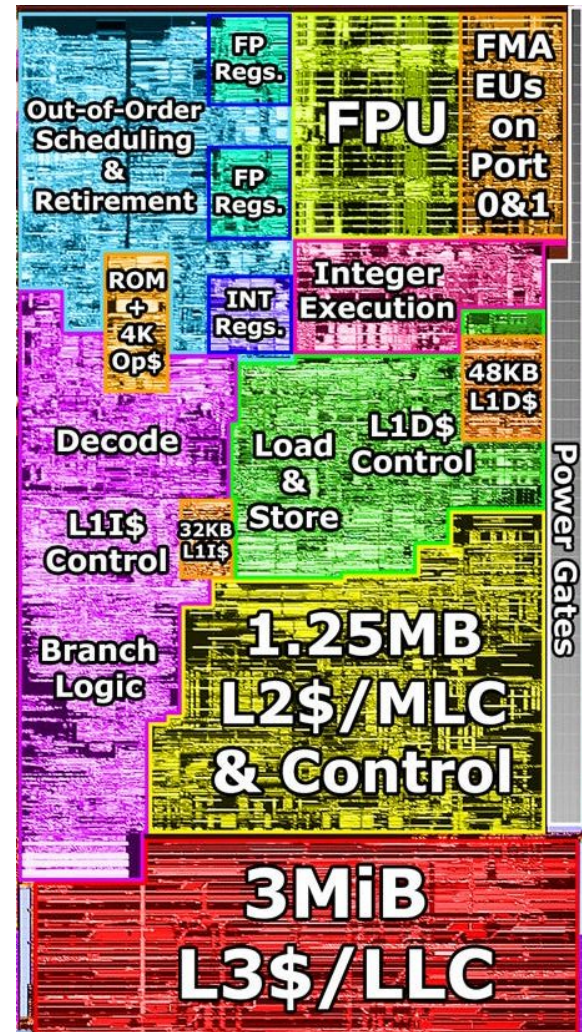 Out-of-Order
Scheduling
&
Retirement
FP
Regs.
FP
Regs.
FPU
FMA
EUs
on
Port
0&1
ROM
+
4K
Op$
INT
Regs.
Integer
Execution
48KB
L1D$
Decode
Load
&
Store
L1D$
Control
L1I$
Control
32KB
L1I$
Power Gates
Branch
Logic
1.25MB
L2$/MLC
& Control
3MiB
L3$/LLC